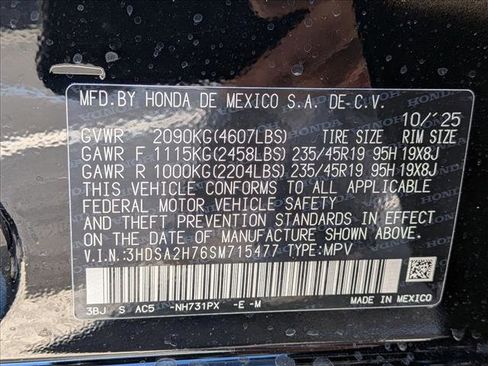 MFD.BY HONDA DE MEXICO S.A. DE C.V.
10/25
GVWR 2090KG(4607LBS) TIRE SIZE RIM SIZE
GAWR F 1115KG(2458LBS) 235/45R19 95H 19X8J
GAWR R 1000KG(2204LBS) 235/45R19 95H 19X8J
THIS VEHICLE CONFORMS TO ALL APPLICABLE
FEDERAL MOTOR VEHICLE SAFETY
AND THEFT PREVENTION STANDARDS IN EFFECT ON
THE DATE OF MANUFACTURE SHOWN ABOVE.
V.I.N.:3HDSA2H76SM715477 TYPE:MPV
3BJ S AC5 -NH731PX -E-M
MADE IN MEXICO